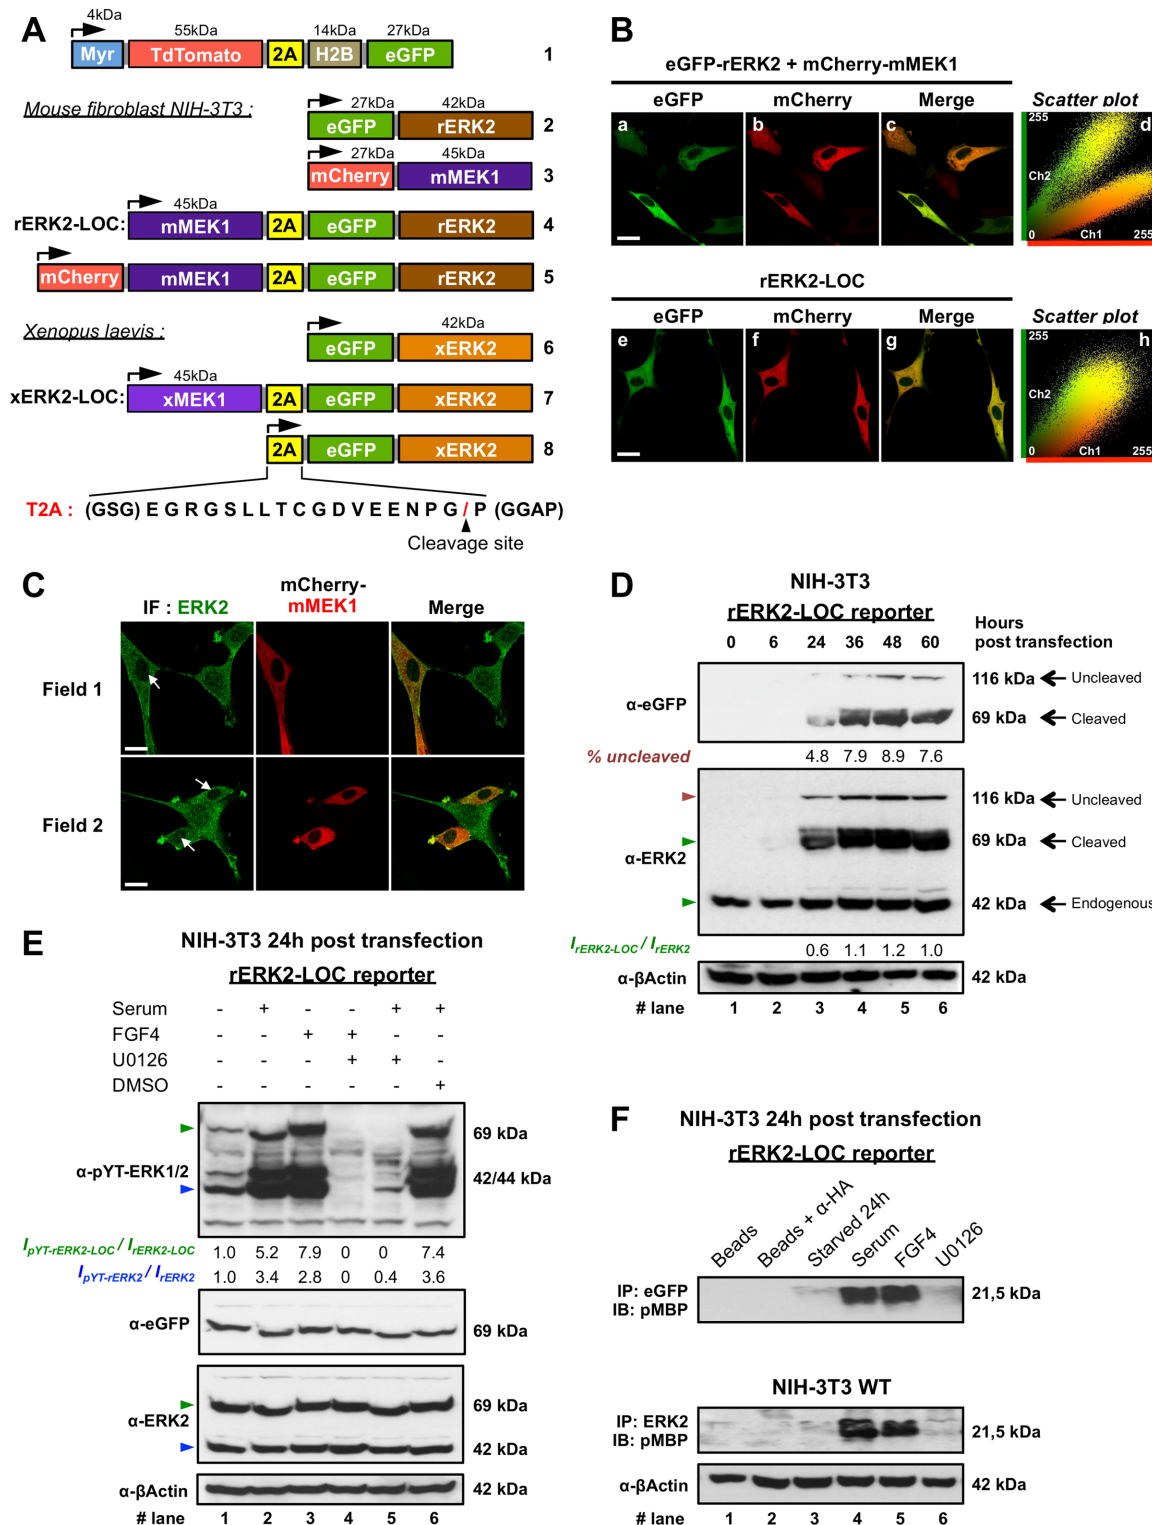 A
4kDa
55kDa
14kDa
27kDa
Myr
TdTomato
2A
H2B
eGFP
1
Mouse fibroblast NIH-3T3 :
27kDa
42kDa
eGFP
rERK2
2
27kDa
45kDa
mCherry
mMEK1
3
45kDa
rERK2-LOC:
mMEK1
2A
eGFP
rERK2
4
mCherry
mMEK1
2A
eGFP
rERK2
5
Xenopus laevis :
42kDa
eGFP
xERK2
6
45kDa
xERK2-LOC:
xMEK1
2A
eGFP
xERK2
7
2A
eGFP
xERK2
8
T2A : (GSG) E G R G S L L T C G D V E E N P G / P (GGAP)
Cleavage site
B
eGFP-rERK2 + mCherry-mMEK1
eGFP
mCherry
Merge
Scatter plot
a
b
c
255
d
Ch2
0
Ch1
255
rERK2-LOC
eGFP
mCherry
Merge
Scatter plot
e
f
g
255
h
Ch2
0
Ch1
255
C
IF : ERK2
mCherry-
mMEK1
Merge
Field 1
Field 2
D
NIH-3T3
rERK2-LOC reporter
0 6 24 36 48 60
Hours
post transfection
α-eGFP
116 kDa
Uncleaved
69 kDa
Cleaved
% uncleaved
4.8 7.9 8.9 7.6
α-ERK2
116 kDa
Uncleaved
69 kDa
Cleaved
42 kDa
Endogenous
IrERK2-LOC / IrERK2
0.6 1.1 1.2 1.0
α-βActin
42 kDa
# lane
1 2 3 4 5 6
E
NIH-3T3 24h post transfection
rERK2-LOC reporter
Serum - + - - + +
FGF4 - - + + - -
U0126 - - - + + -
DMSO - - - - - +
α-pYT-ERK1/2
69 kDa
42/44 kDa
IpYT-rERK2-LOC / IrERK2-LOC
1.0 5.2 7.9 0 0 7.4
IpYT-rERK2 / IrERK2
1.0 3.4 2.8 0 0.4 3.6
α-eGFP
69 kDa
α-ERK2
69 kDa
42 kDa
α-βActin
42 kDa
# lane
1 2 3 4 5 6
F
NIH-3T3 24h post transfection
rERK2-LOC reporter
Beads
Beads + α-HA
Starved 24h
Serum
FGF4
U0126
IP: eGFP
IB: pMBP
21,5 kDa
NIH-3T3 WT
IP: ERK2
IB: pMBP
21,5 kDa
α-βActin
42 kDa
# lane
1 2 3 4 5 6